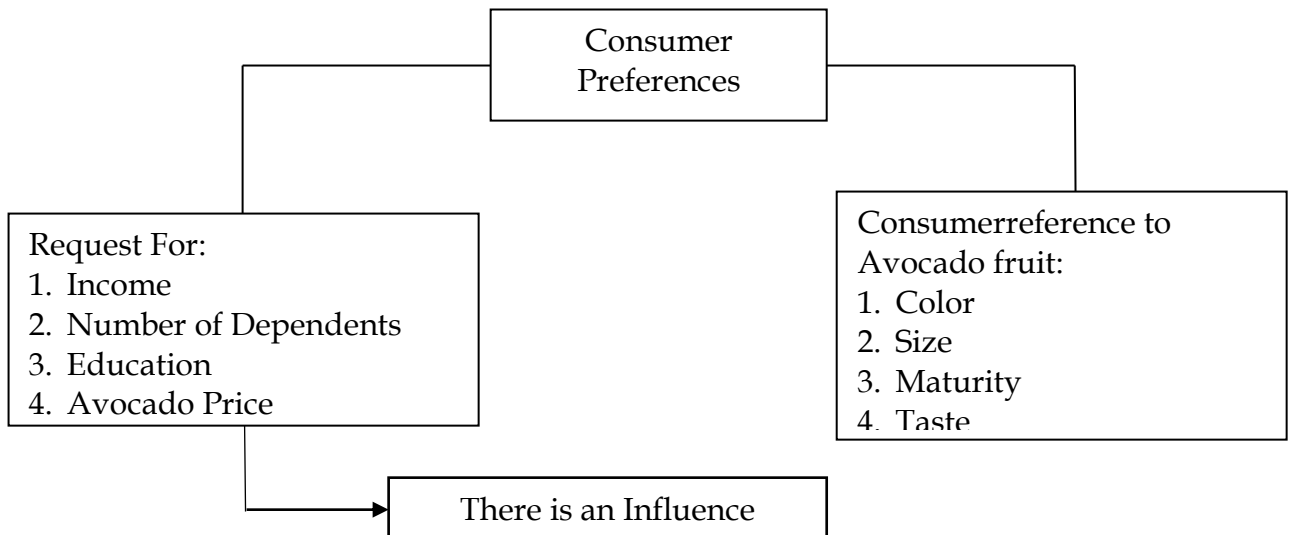 Consumer
Preferences
Request For:
1. Income
2. Number of Dependents
3. Education
4. Avocado Price
Consumerreference to
Avocado fruit:
1. Color
2. Size
3. Maturity
4. Taste
There is an Influence